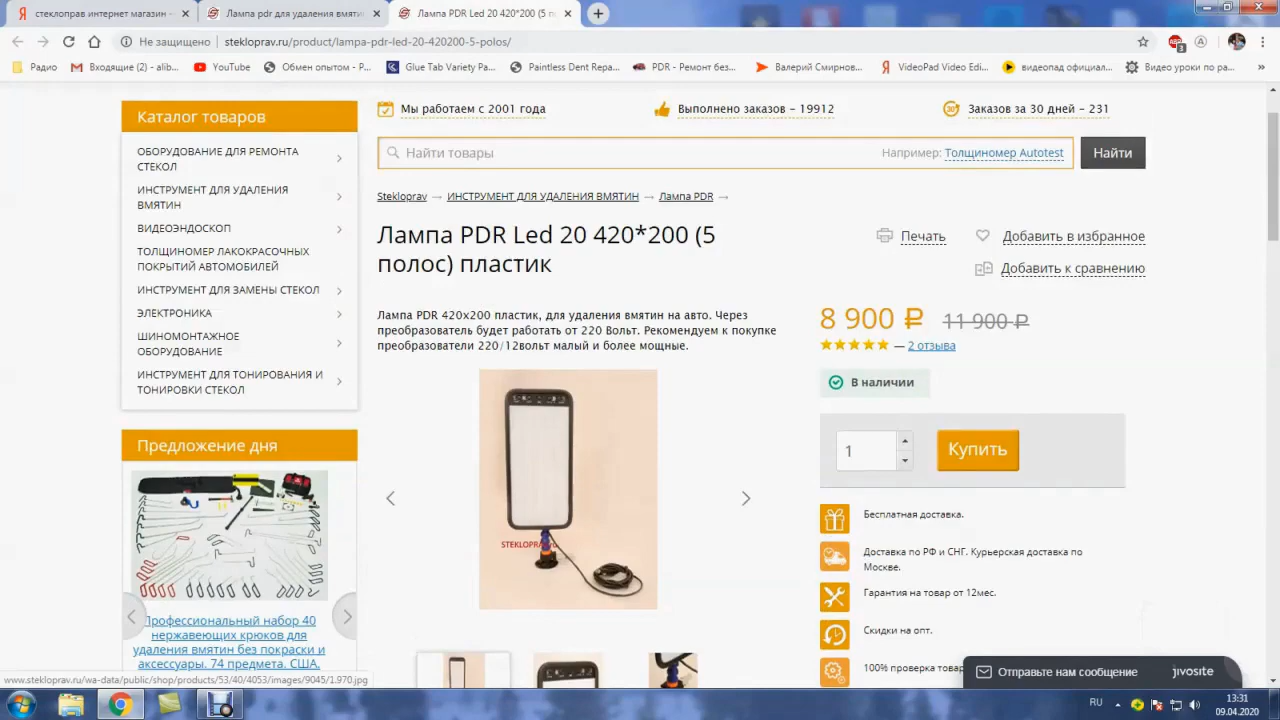 стеклоправ интернет магазин -
Лампа pdr для удаления вмяти
Лампа PDR Led 20 420*200 (5 п
Не защищено
stekloprav.ru/product/lampa-pdr-led-20-420200-5-polos/
Радио
Входящие (2) - alib...
YouTube
Обмен опытом - P...
Glue Tab Variety Pa...
Paintless Dent Repa...
PDR - Ремонт без...
Валерий Смирнов...
VideoPad Video Edi...
видеопад официал...
Видео уроки по ра...
»
Каталог товаров
ОБОРУДОВАНИЕ ДЛЯ РЕМОНТА
СТЕКОЛ
ИНСТРУМЕНТ ДЛЯ УДАЛЕНИЯ
ВМЯТИН
ВИДЕОЭНДОСКОП
ТОЛЩИНОМЕР ЛАКОКРАСОЧНЫХ
ПОКРЫТИЙ АВТОМОБИЛЕЙ
ИНСТРУМЕНТ ДЛЯ ЗАМЕНЫ СТЕКОЛ
ЭЛЕКТРОНИКА
ШИНОМОНТАЖНОЕ
ОБОРУДОВАНИЕ
ИНСТРУМЕНТ ДЛЯ ТОНИРОВАНИЯ И
ТОНИРОВКИ СТЕКОЛ
Предложение дня
Профессиональный набор 40
нержавеющих крюков для
удаления вмятин без покраски и
аксессуары. 74 предмета. США.
Мы работаем с 2001 года
Выполнено заказов – 19912
Заказов за 30 дней – 231
Найти товары
Например: Толщиномер Autotest
Найти
Stekloprav → ИНСТРУМЕНТ ДЛЯ УДАЛЕНИЯ ВМЯТИН → Лампа PDR →
Лампа PDR Led 20 420*200 (5
полос) пластик
Печать
Добавить в избранное
Добавить к сравнению
Лампа PDR 420x200 пластик, для удаления вмятин на авто. Через
преобразователь будет работать от 220 Вольт. Рекомендуем к покупке
преобразователи 220/12вольт малый и более мощные.
STEKLOPRAV
8 900 ₽ 11 900 ₽
— 2 отзыва
В наличии
1
Купить
Бесплатная доставка.
Доставка по РФ и СНГ. Курьерская доставка по
Москве.
Гарантия на товар от 12мес.
Скидки на опт.
100% проверка товар
Отправьте нам сообщение
jivosite
www.stekloprav.ru/wa-data/public/shop/products/53/40/4053/images/9045/1.970.jpg
RU
13:31
09.04.2020